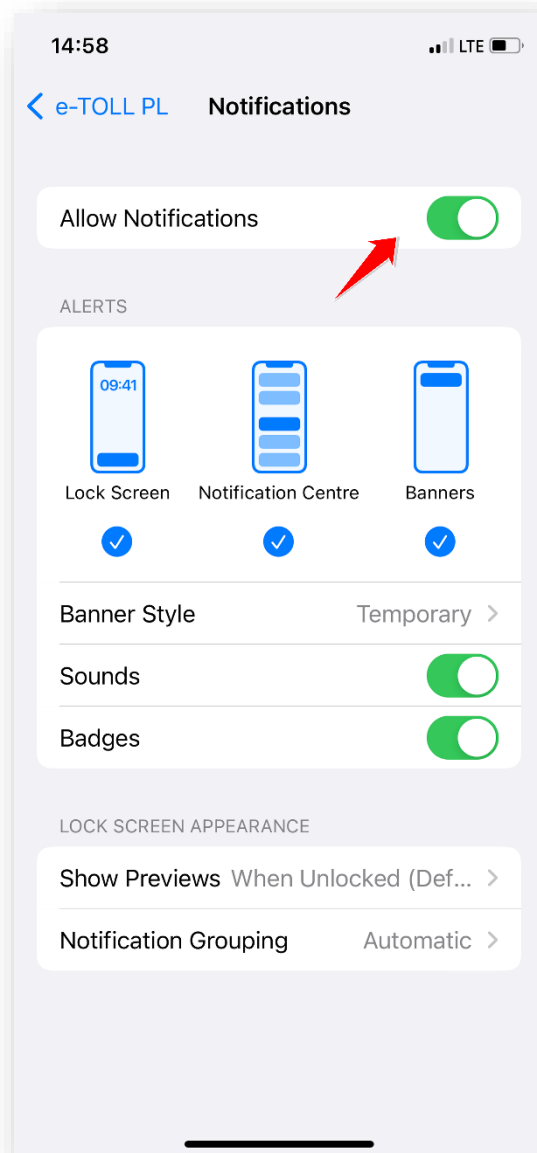 14:58 LTE
e-TOLL PL Notifications
Allow Notifications
ALERTS
09:41
Lock Screen Notification Centre Banners
Banner Style Temporary
Sounds
Badges
LOCK SCREEN APPEARANCE
Show Previews When Unlocked (Def...
Notification Grouping Automatic